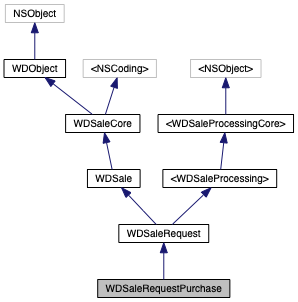 NSObject
WDObject
<NSCoding>
<NSObject>
WDSaleCore
<WDSaleProcessingCore>
WDSale
<WDSaleProcessing>
WDSaleRequest
WDSaleRequestPurchase